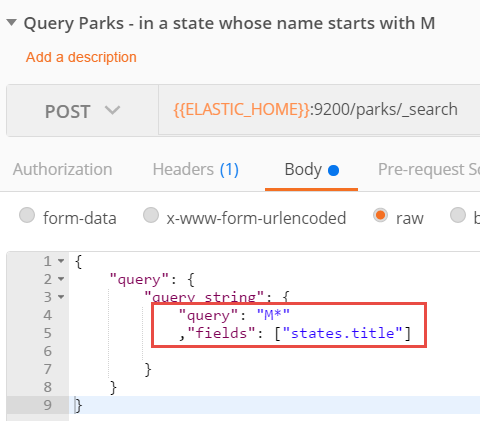 Query Parks - in a state whose name starts with M
Add a description
POST {{ELASTIC_HOME}}:9200/parks/_search
Authorization Headers (1) Body Pre-request Sc
form-data x-www-form-urlencoded raw b
1 {
2 "query": {
3 "query_string": {
4 "query": "M*"
5 ,"fields": ["states.title"]
6
7 }
8 }
9 }